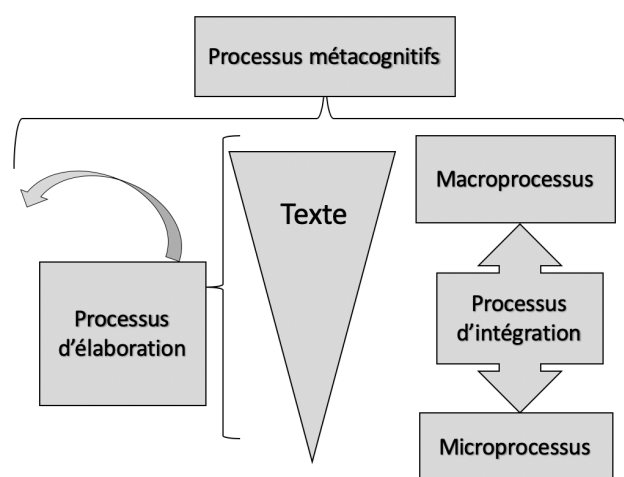 Processus métacognitifs
Macroprocessus
Texte
Processus
d'élaboration
Processus
d’intégration
Microprocessus